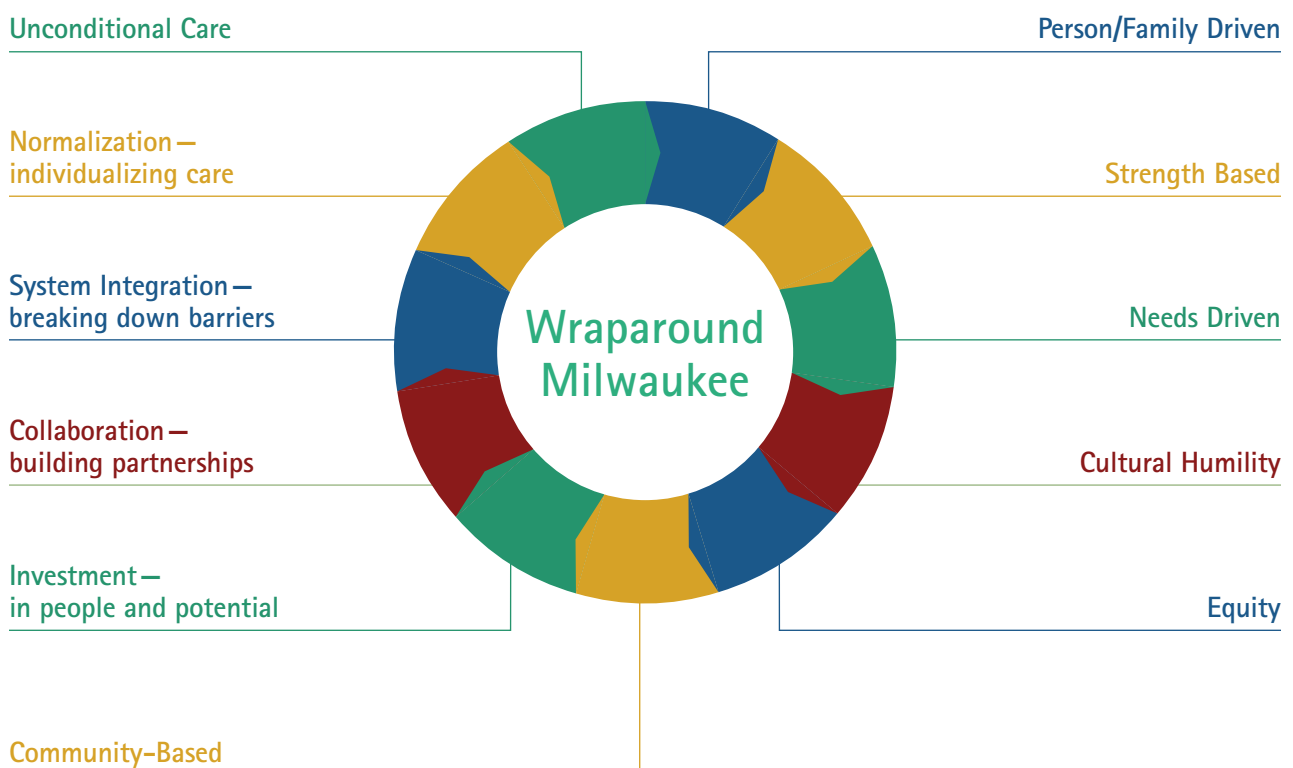 Unconditional Care
Person/Family Driven
Normalization—
individualizing care
Strength Based
System Integration—
breaking down barriers
Needs Driven
Wraparound
Milwaukee
Collaboration—
building partnerships
Cultural Humility
Investment—
in people and potential
Equity
Community-Based